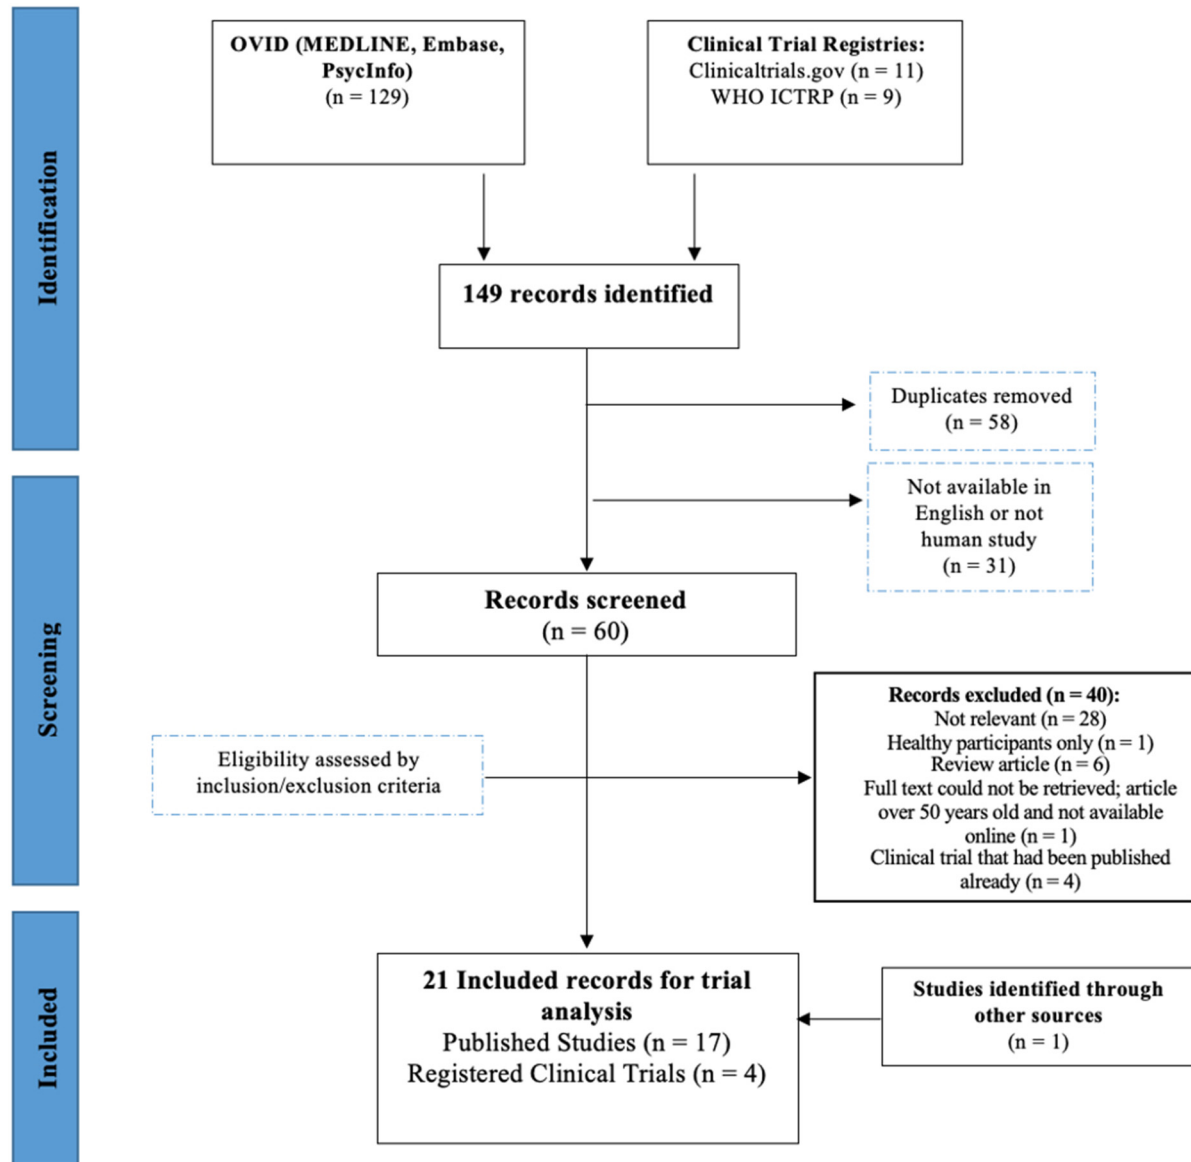 Identification
OVID (MEDLINE, Embase,
PsycInfo)
(n = 129)
Clinical Trial Registries:
Clinicaltrials.gov (n = 11)
WHO ICTRP (n = 9)
149 records identified
Duplicates removed
(n = 58)
Not available in
English or not
human study
(n = 31)
Screening
Records screened
(n = 60)
Eligibility assessed by
inclusion/exclusion criteria
Records excluded (n = 40):
Not relevant (n = 28)
Healthy participants only (n = 1)
Review article (n = 6)
Full text could not be retrieved; article
over 50 years old and not available
online (n = 1)
Clinical trial that had been published
already (n = 4)
Included
21 Included records for trial
analysis
Published Studies (n = 17)
Registered Clinical Trials (n = 4)
Studies identified through
other sources
(n = 1)